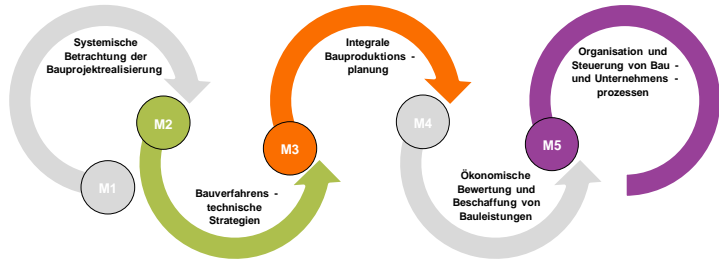 Systemische
Betrachtung der
Bauprojektrealisierung
M1
M2
Bauverfahrens -
technische
Strategien
Integrale
Bauproduktions -
planung
M3
M4
Ökonomische
Bewertung und
Beschaffung von
Bauleistungen
Organisation und
Steuerung von Bau -
und Unternehmens -
prozessen
M5